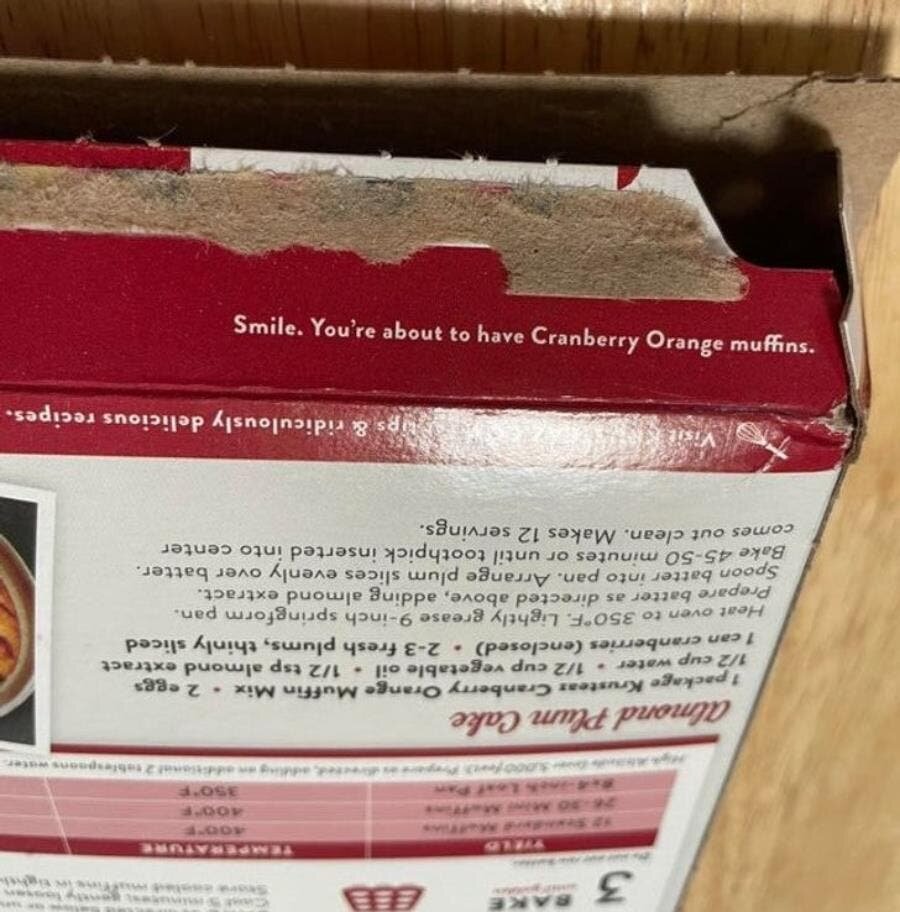 Smile. You're about to have Cranberry Orange muffins.
3 BAKE
until golden
YIELD TEMPERATURE
12 Standard Muffins 400°F
24-30 Mini Muffins 400°F
8x4-inch Loaf Pan 350°F
High Altitude (over 5,000 feet): Prepare as directed, adding an additional 2 tablespoons water.
Almond Plum Cake
1 package Krusteaz Cranberry Orange Muffin Mix • 2 eggs
1/2 cup water • 1/2 cup vegetable oil • 1/2 tsp almond extract
1 can cranberries (enclosed) • 2-3 fresh plums, thinly sliced
Heat oven to 350°F. Lightly grease 9-inch springform pan.
Prepare batter as directed above, adding almond extract.
Spoon batter into pan. Arrange plum slices evenly over batter.
Bake 45-50 minutes or until toothpick inserted into center
comes out clean. Makes 12 servings.
Visit tips & ridiculously delicious recipes.